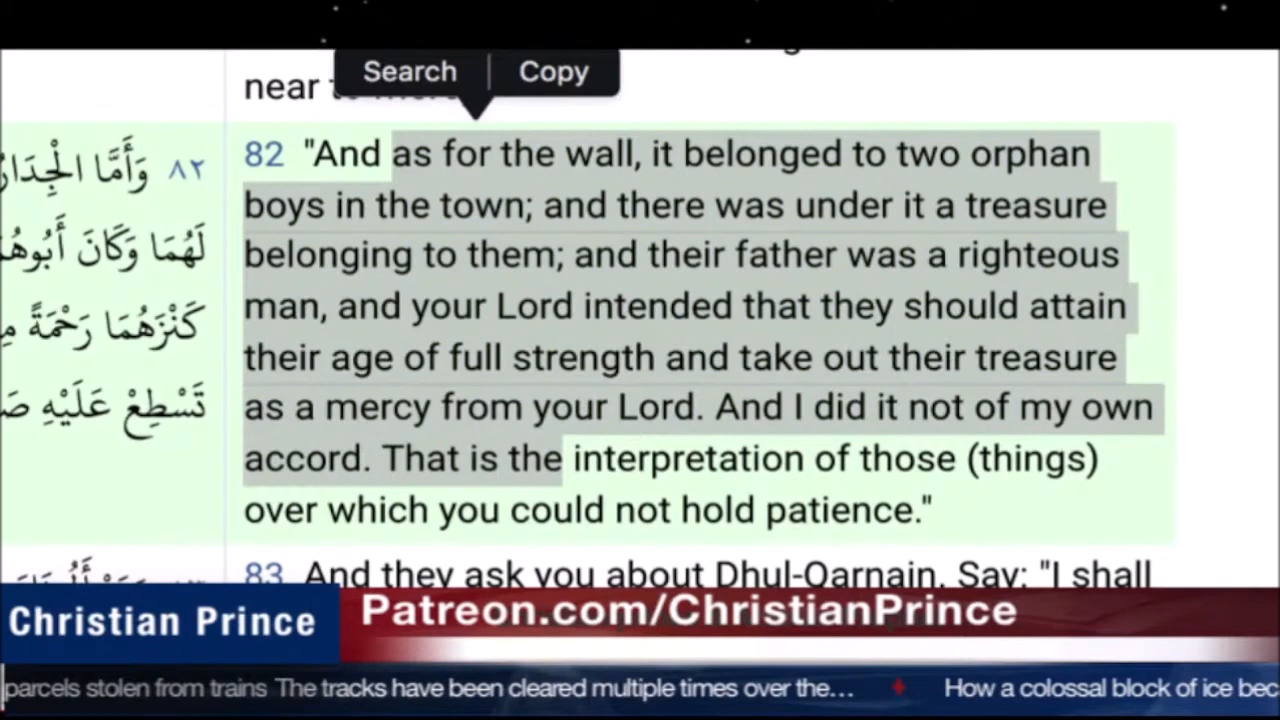 Search Copy
near
82 "And as for the wall, it belonged to two orphan
boys in the town; and there was under it a treasure
belonging to them; and their father was a righteous
man, and your Lord intended that they should attain
their age of full strength and take out their treasure
as a mercy from your Lord. And I did it not of my own
accord. That is the interpretation of those (things)
over which you could not hold patience."
٨٢ وَأَمَّا الْجِدَارُ
لَهُمَا وَكَانَ أَبُوهُمَ
كَنْزَهُمَا رَحْمَةً مِ
تَسْطِعْ عَلَيْهِ صَ
83 And they ask you about Dhul-Qarnain. Say: "I shall
Christian Prince
Patreon.com/ChristianPrince
parcels stolen from trains The tracks have been cleared multiple times over the... How a colossal block of ice bec